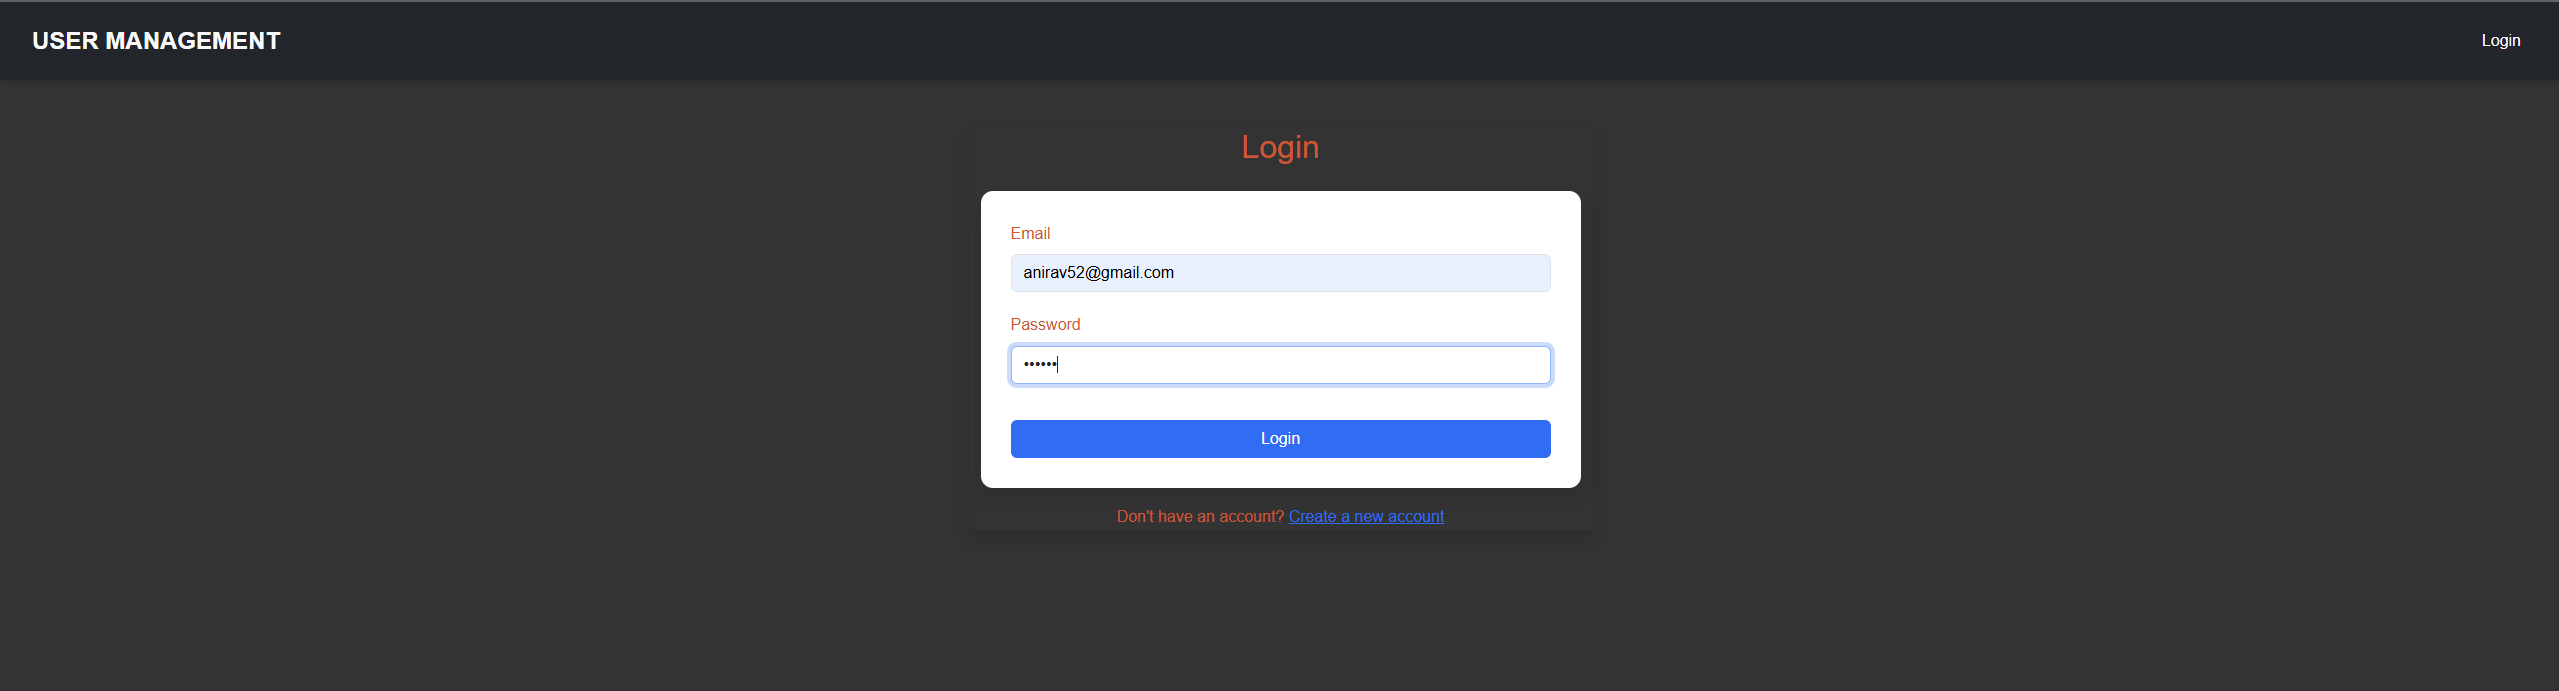 USER MANAGEMENT
Login
Login
Email
anirav52@gmail.com
Password
••••••
Login
Don't have an account? Create a new account